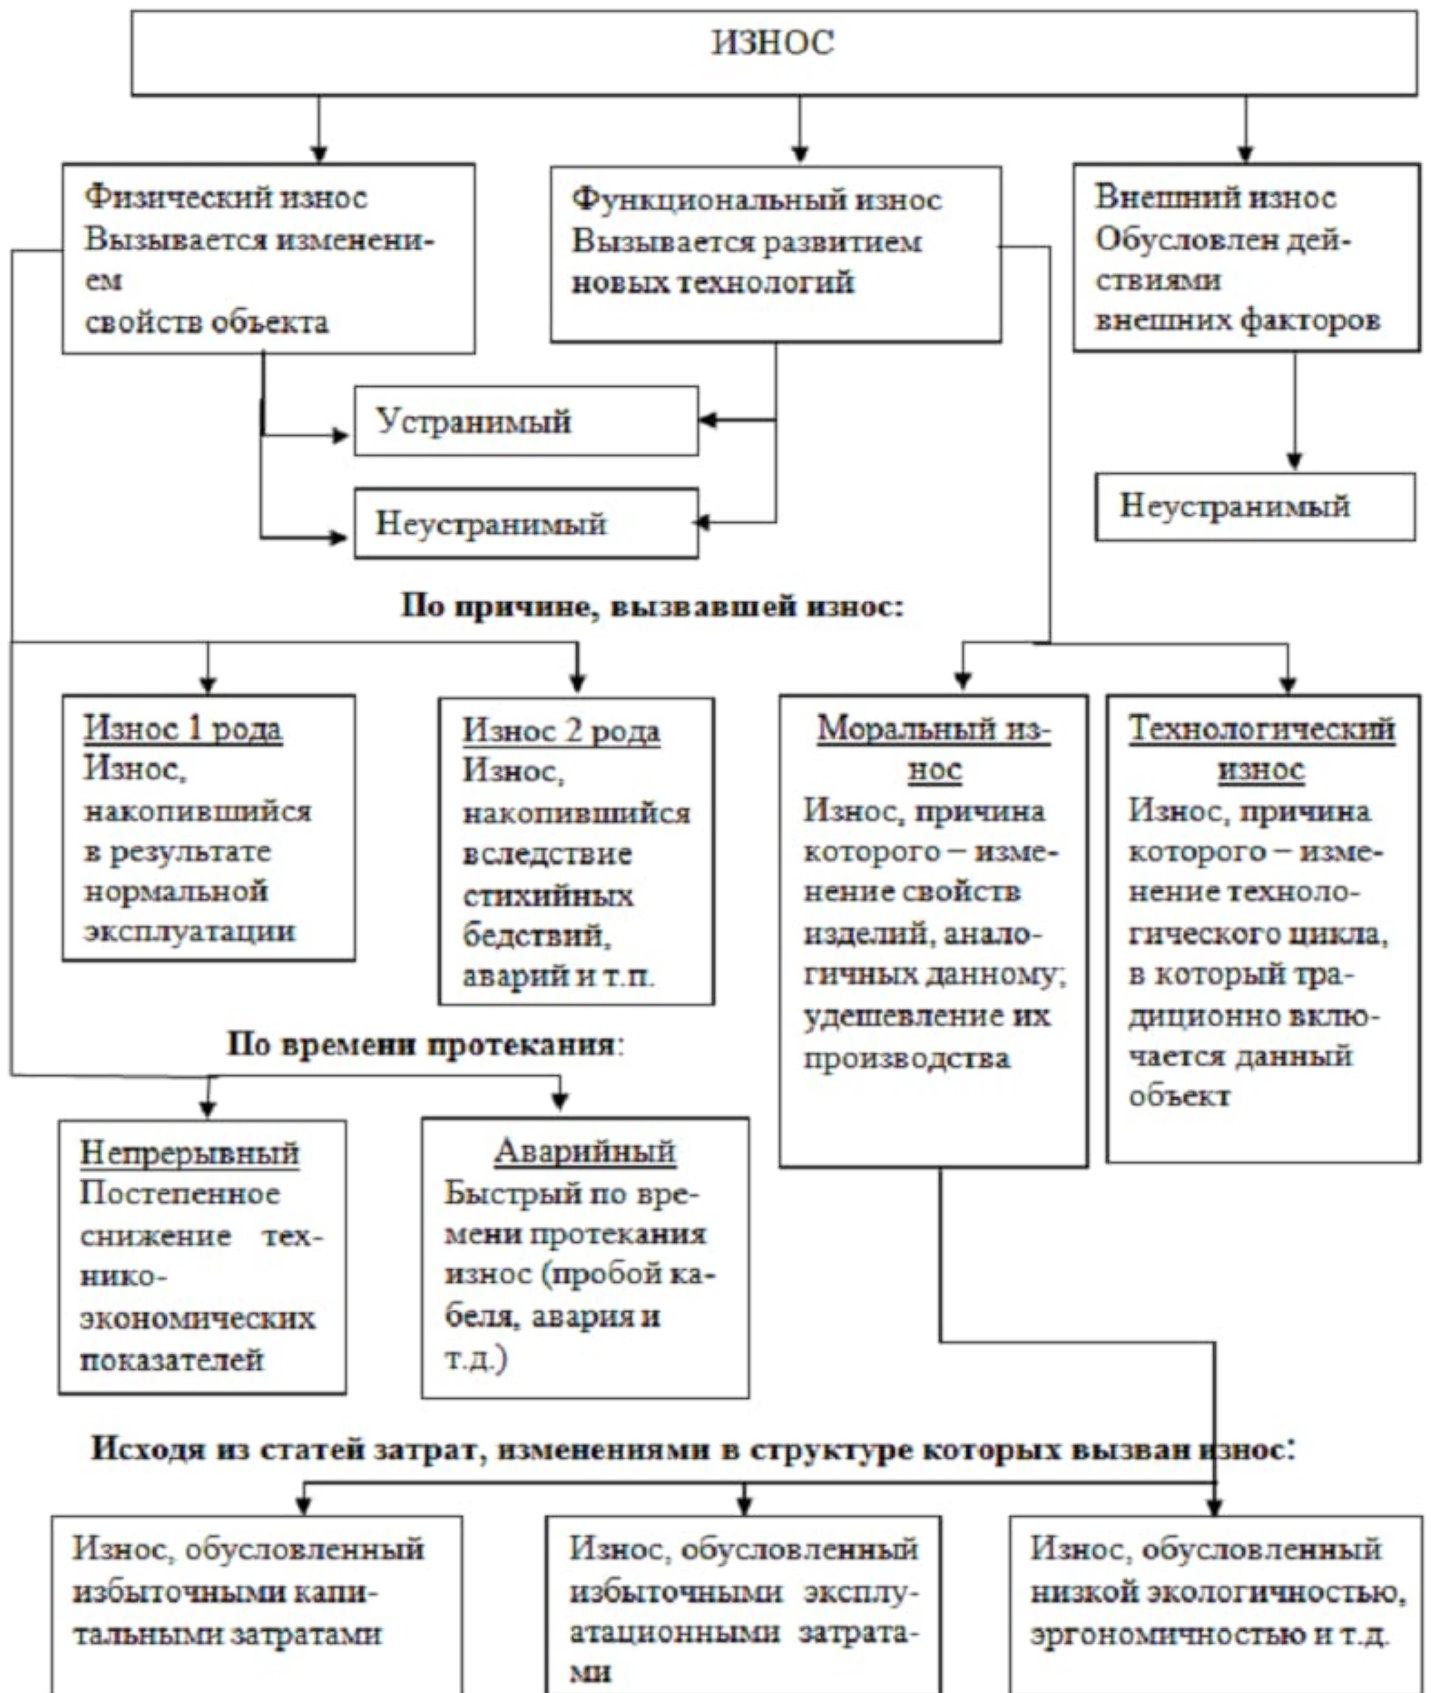 ИЗНОС
Физический износ
Вызывается изменени-
ем
свойств объекта
Функциональный износ
Вызывается развитием
новых технологий
Внешний износ
Обусловлен дей-
ствиями
внешних факторов
Устранимый
Неустранимый
Неустранимый
По причине, вызвавшей износ:
Износ 1 рода
Износ,
накопившийся
в результате
нормальной
эксплуатации
Износ 2 рода
Износ,
накопившийся
вследствие
стихийных
бедствий,
аварий и т.п.
Моральный из-
нос
Износ, причина
которого – изме-
нение свойств
изделий, анало-
гичных данному;
удешевление их
производства
Технологический
износ
Износ, причина
которого – изме-
нение техноло-
гического цикла,
в который тра-
диционно вклю-
чается данный
объект
По времени протекания:
Непрерывный
Постепенное
снижение тех-
нико-
экономических
показателей
Аварийный
Быстрый по вре-
мени протекания
износ (пробой ка-
беля, авария и
т.д.)
Исходя из статей затрат, изменениями в структуре которых вызван износ:
Износ, обусловленный
избыточными капи-
тальными затратами
Износ, обусловленный
избыточными эксплу-
атационными затрата-
ми
Износ, обусловленный
низкой экологичностью,
эргономичностью и т.д.